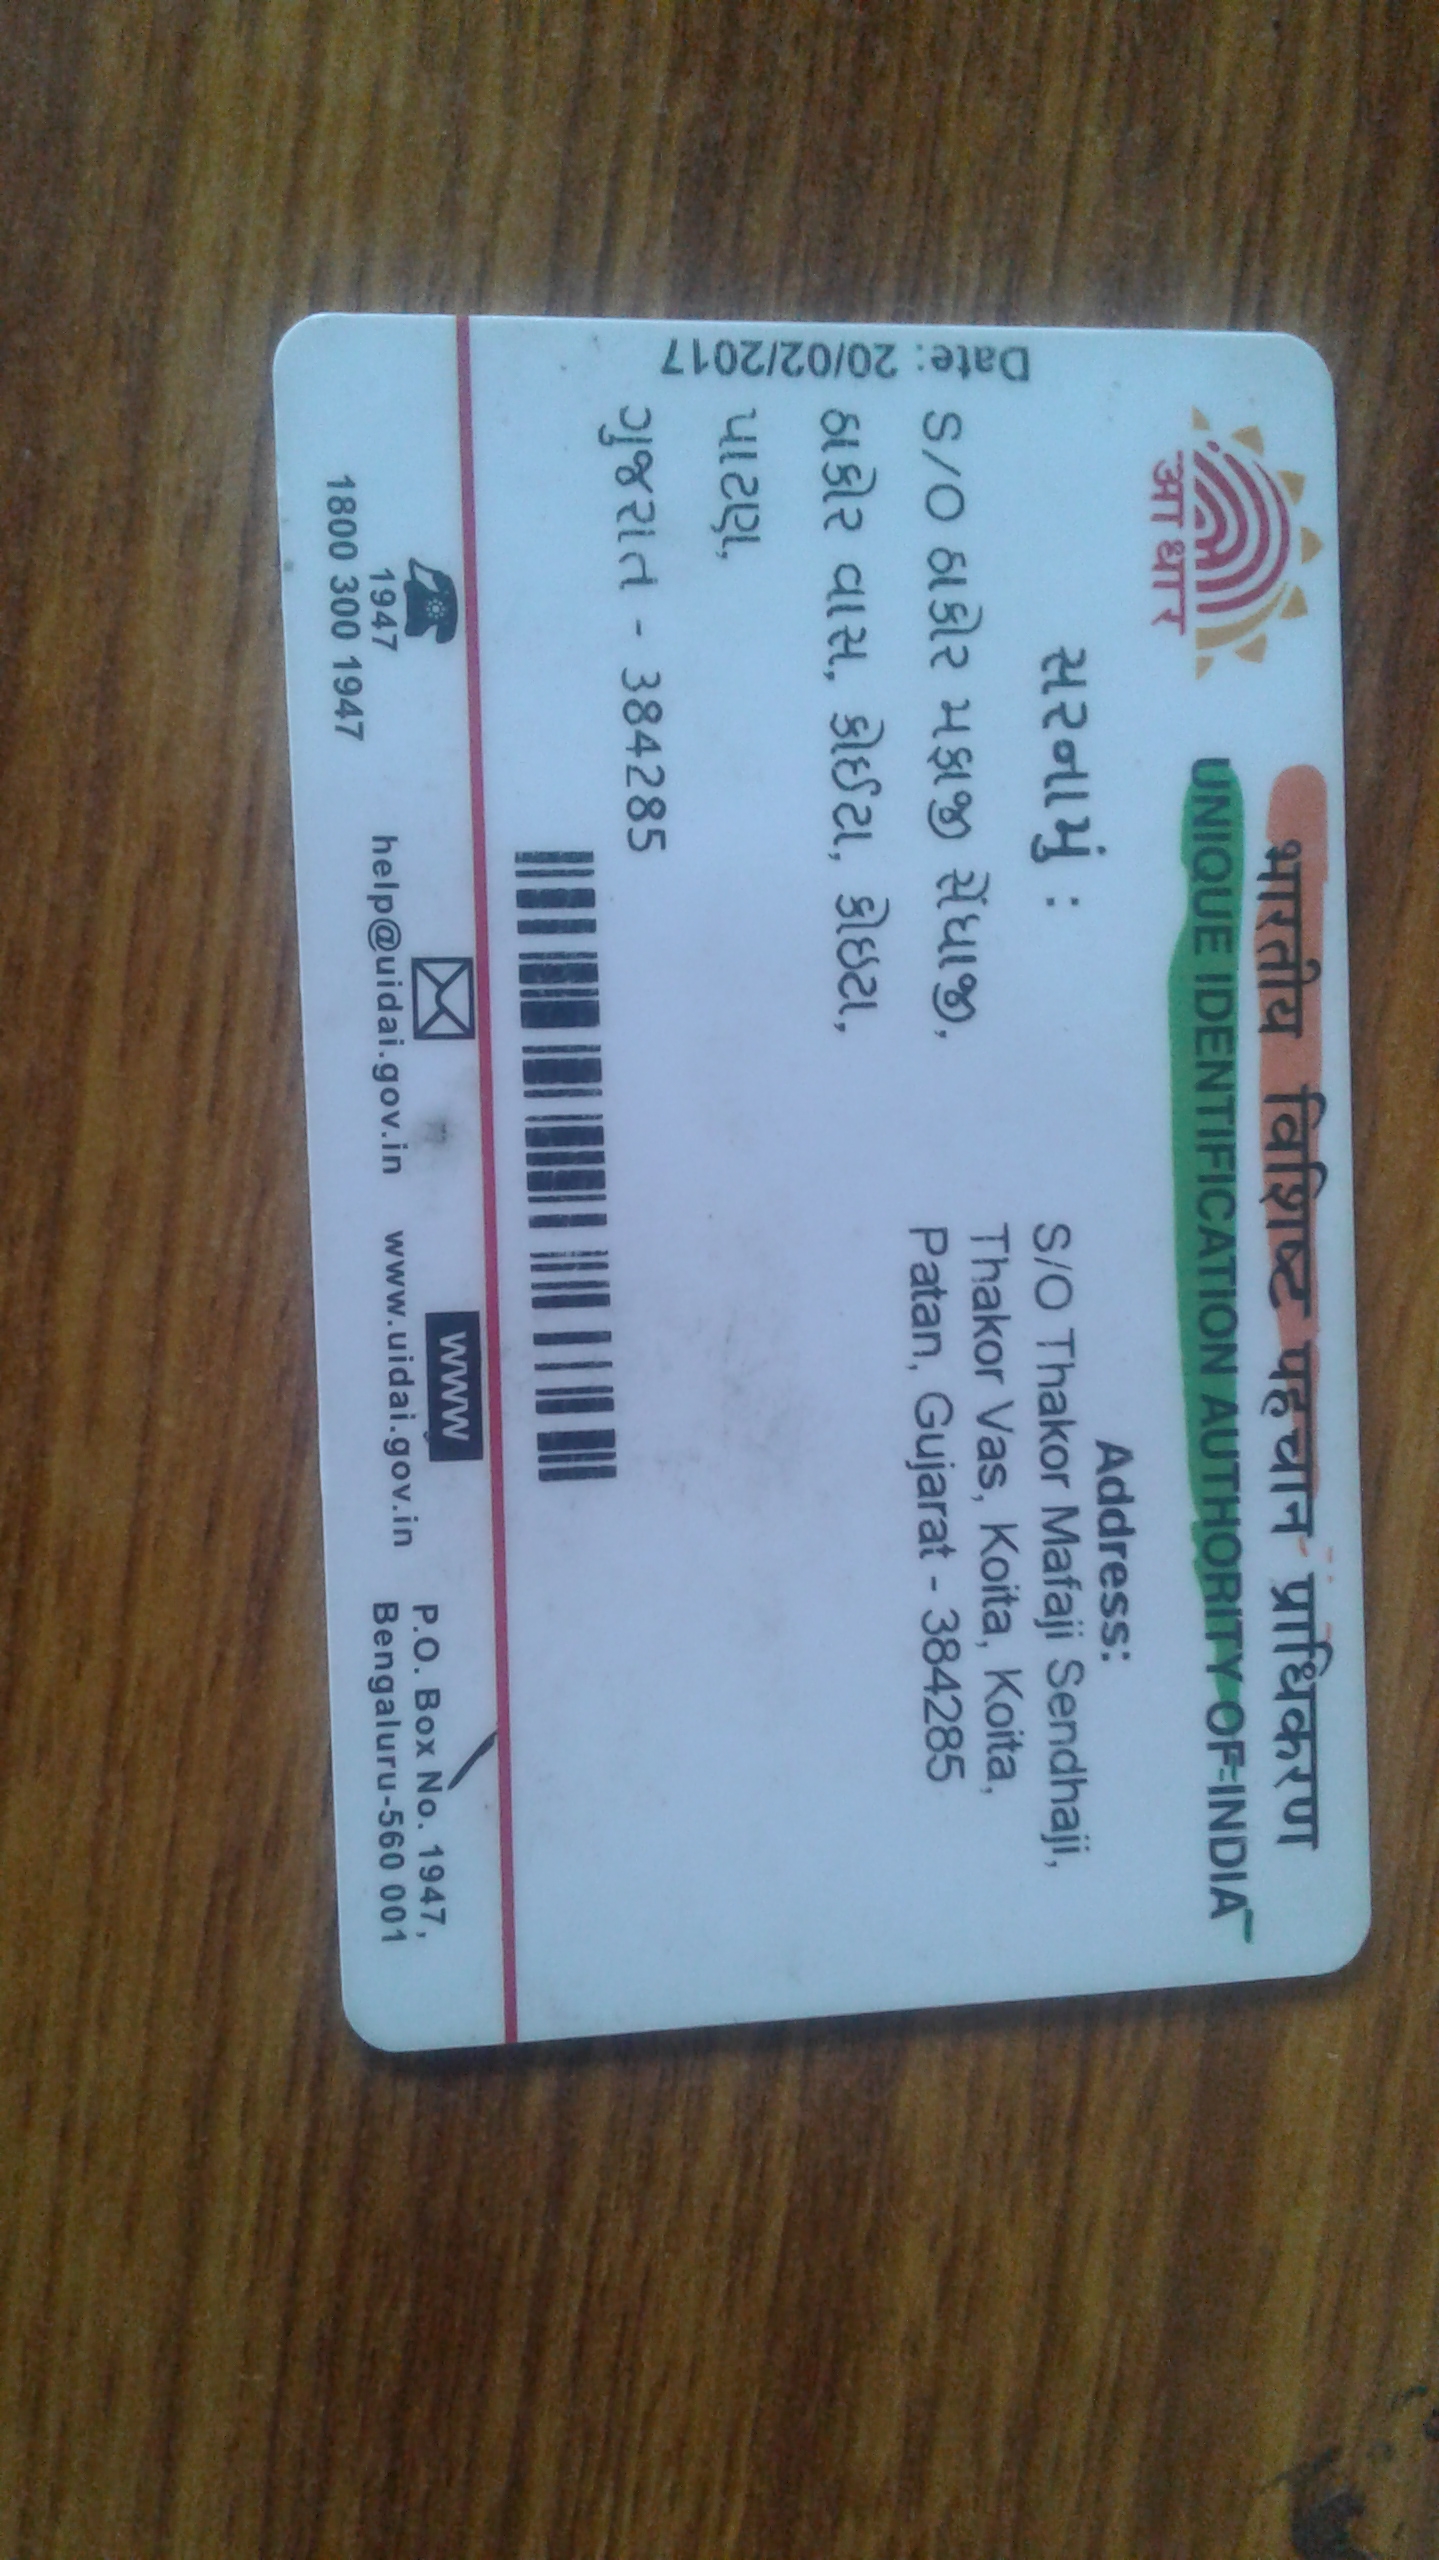 भारतीय विशिष्ट पहचान प्राधिकरण
UNIQUE IDENTIFICATION AUTHORITY OF INDIA
आधार
સરનામું :
S/O ઠાકોર મફાજી સેંધાજી,
ઠાકોર વાસ, કોઈટા, કોઇટા,
પાટણ,
ગુજરાત - 384285
Address:
S/O Thakor Mafaji Sendhaji,
Thakor Vas, Koita, Koita,
Patan, Gujarat - 384285
Date: 20/02/2017
1947
1800 300 1947
help@uidai.gov.in
WWW
www.uidai.gov.in
P.O. Box No. 1947,
Bengaluru-560 001